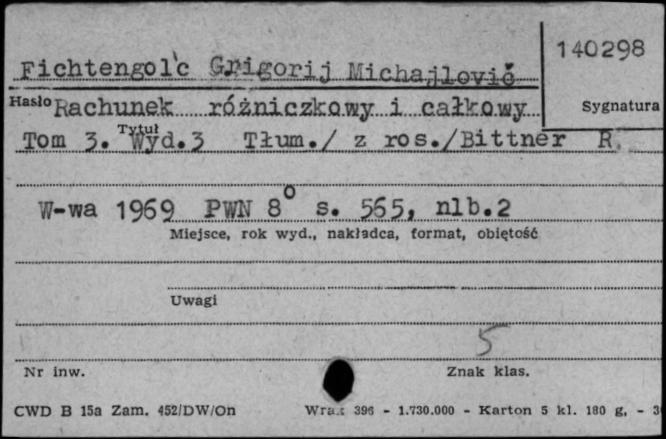 140298
Fichtengol'c Grigorij Michajlovič
Hasło Rachunek różniczkowy i całkowy
Sygnatura
Tytuł
Tom 3. Wyd.3 Tłum./ z ros./Bittner R.
W-wa 1969 PWN 8° s. 565, nlb.2
Miejsce, rok wyd., nakładca, format, obiętość
Uwagi
5
Nr inw. Znak klas.
CWD B 15a Zam. 452/DW/On 396 - 1.730.000 - Karton 5 kl. 180 g, -